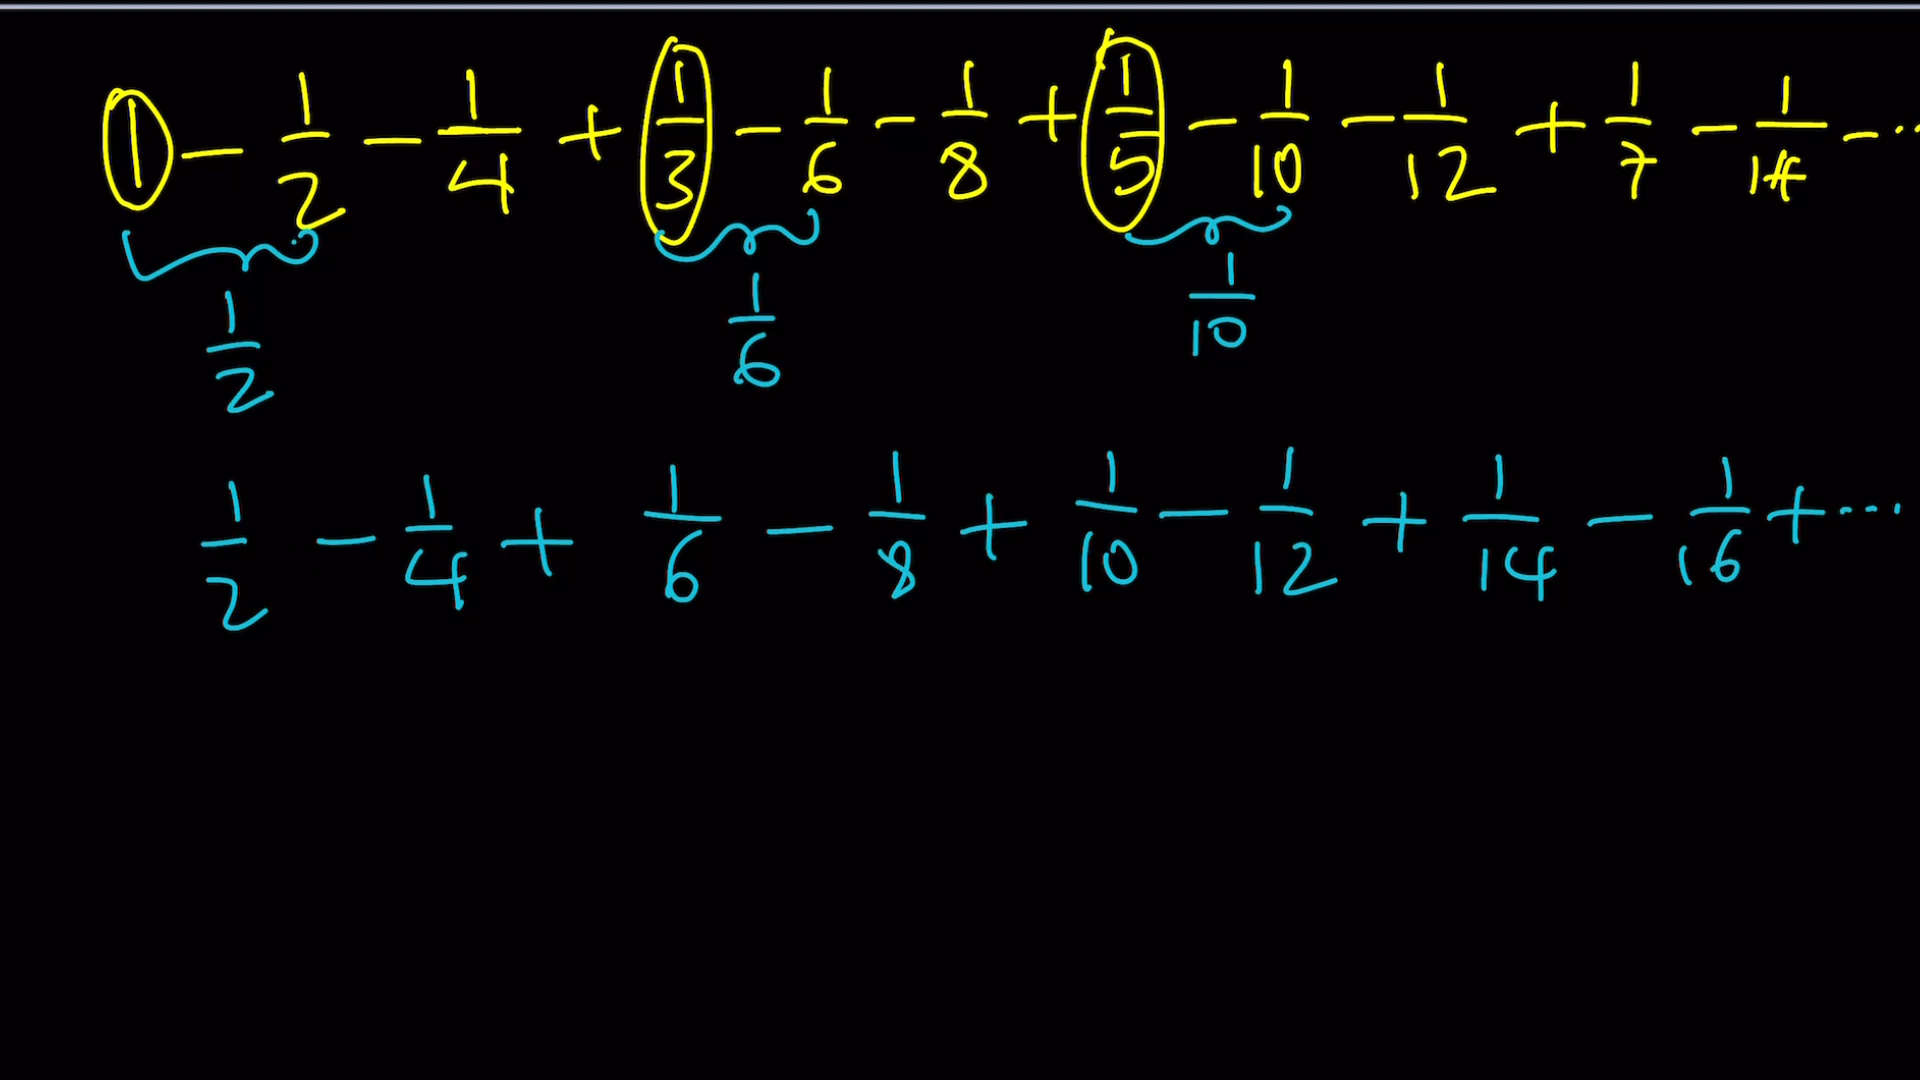 1 - 1/2 - 1/4 + 1/3 - 1/6 - 1/8 + 1/5 - 1/10 - 1/12 + 1/7 - 1/14 - ...
1/2 1/6 1/10
1/2 - 1/4 + 1/6 - 1/8 + 1/10 - 1/12 + 1/14 - 1/16 + ...